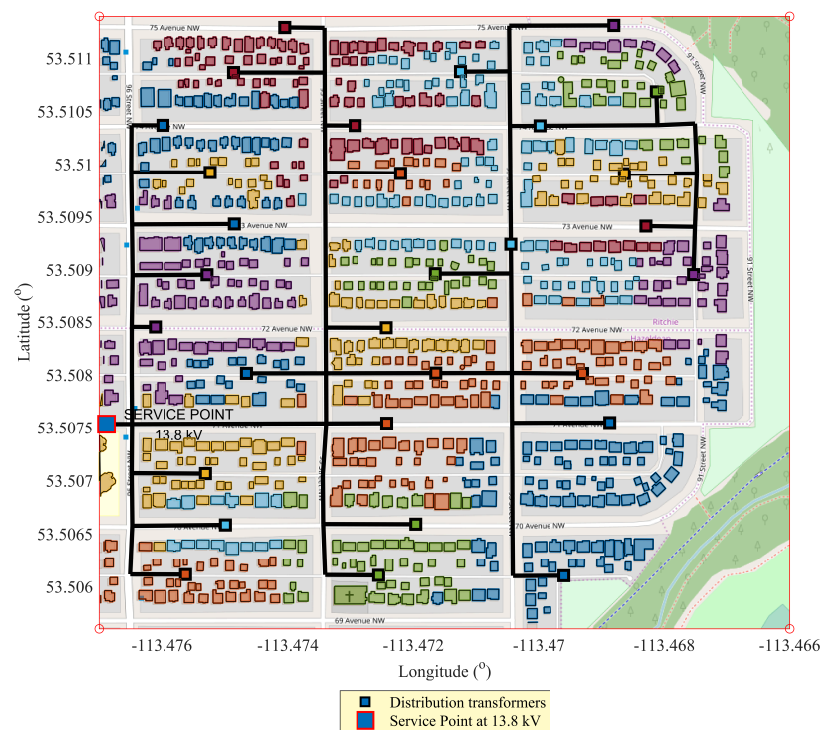 75 Avenue NW
75 Avenue NW
53.511
91 Street NW
96 Street NW
53.5105
53.51
53.5095
3 Avenue NW
73 Avenue NW
53.509
91 Street NW
53.5085
72 Avenue NW
72 Avenue NW
Ritchie
Hazeldean
53.508
SERVICE POINT
53.5075
13.8 kV
91 Street NW
53.507
53.5065
70 Avenue NW
53.506
69 Avenue NW
-113.476
-113.474
-113.472
-113.47
-113.468
-113.466
Latitude (°)
Longitude (°)
Distribution transformers
Service Point at 13.8 kV